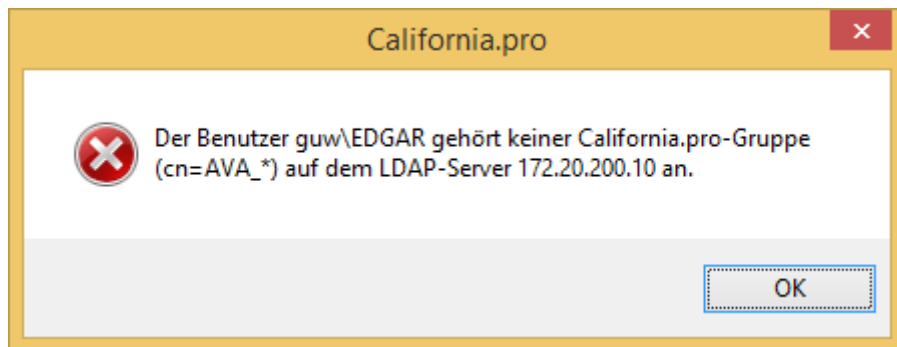 California.pro
Der Benutzer guw\EDGAR gehört keiner California.pro-Gruppe
(cn=AVA_*) auf dem LDAP-Server 172.20.200.10 an.
OK